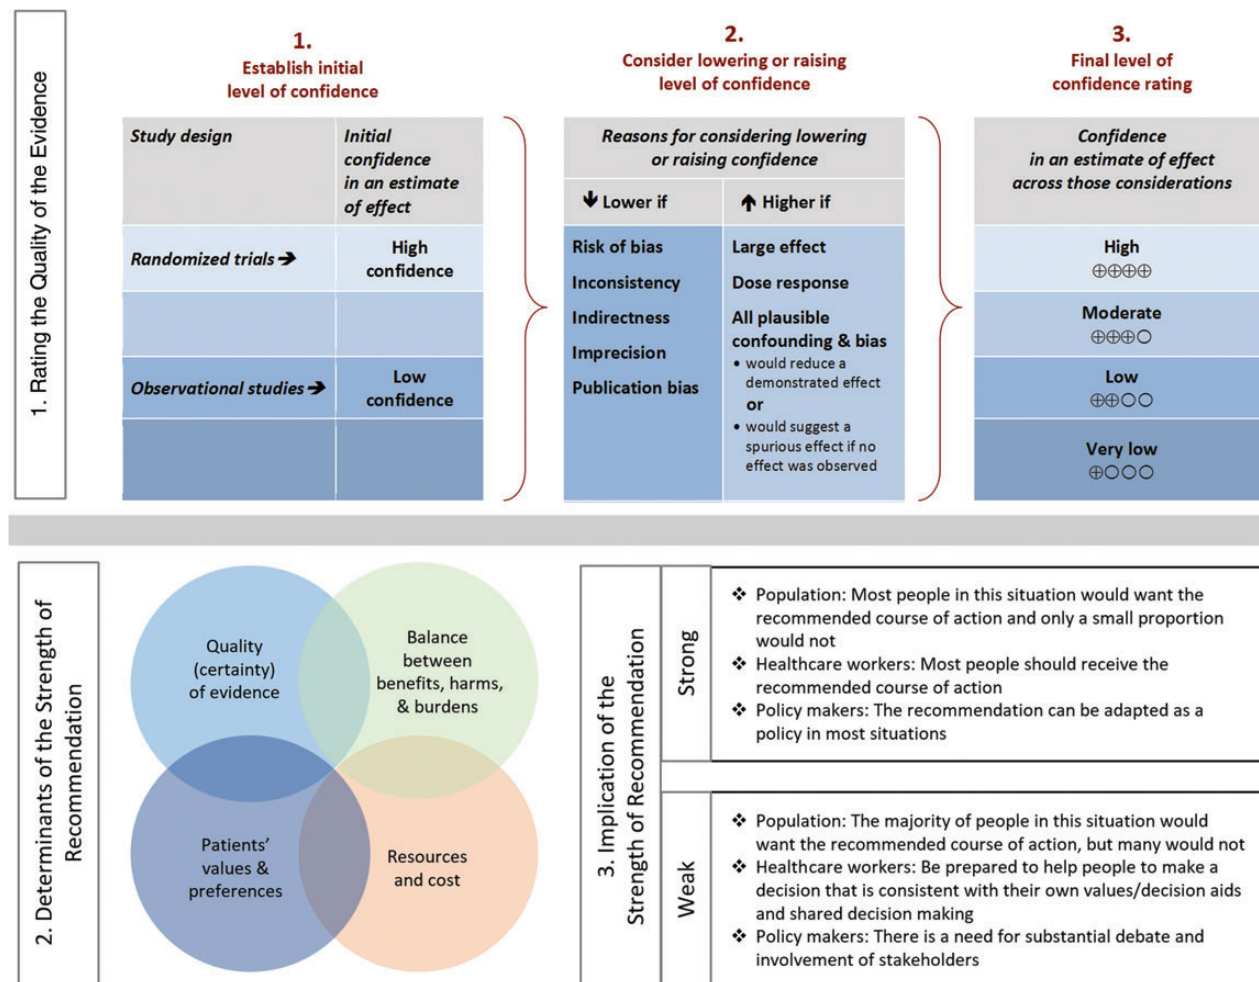 1. Rating the Quality of the Evidence
1.
Establish initial
level of confidence
Study design
Initial
confidence
in an estimate
of effect
Randomized trials ➔
High
confidence
Observational studies ➔
Low
confidence
2.
Consider lowering or raising
level of confidence
Reasons for considering lowering
or raising confidence
🡇 Lower if
🡅 Higher if
Risk of bias
Inconsistency
Indirectness
Imprecision
Publication bias
Large effect
Dose response
All plausible
confounding & bias
• would reduce a
demonstrated effect
or
• would suggest a
spurious effect if no
effect was observed
3.
Final level of
confidence rating
Confidence
in an estimate of effect
across those considerations
High
⊕⊕⊕⊕
Moderate
⊕⊕⊕○
Low
⊕⊕○○
Very low
⊕○○○
2. Determinants of the Strength of
Recommendation
Quality
(certainty)
of evidence
Balance
between
benefits, harms,
& burdens
Patients'
values &
preferences
Resources
and cost
3. Implication of the
Strength of Recommendation
Strong
❖ Population: Most people in this situation would want the
recommended course of action and only a small proportion
would not
❖ Healthcare workers: Most people should receive the
recommended course of action
❖ Policy makers: The recommendation can be adapted as a
policy in most situations
Weak
❖ Population: The majority of people in this situation would
want the recommended course of action, but many would not
❖ Healthcare workers: Be prepared to help people to make a
decision that is consistent with their own values/decision aids
and shared decision making
❖ Policy makers: There is a need for substantial debate and
involvement of stakeholders